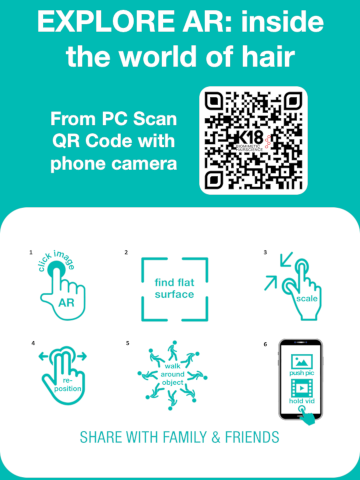 EXPLORE AR: inside
the world of hair
From PC Scan
QR Code with
phone camera
K18
BIOMIMETIC
HAIRSCIENCE
1
click image
AR
2
find flat
surface
3
scale
4
re-
position
5
walk
around
object
6
push pic
hold vid
SHARE WITH FAMILY & FRIENDS